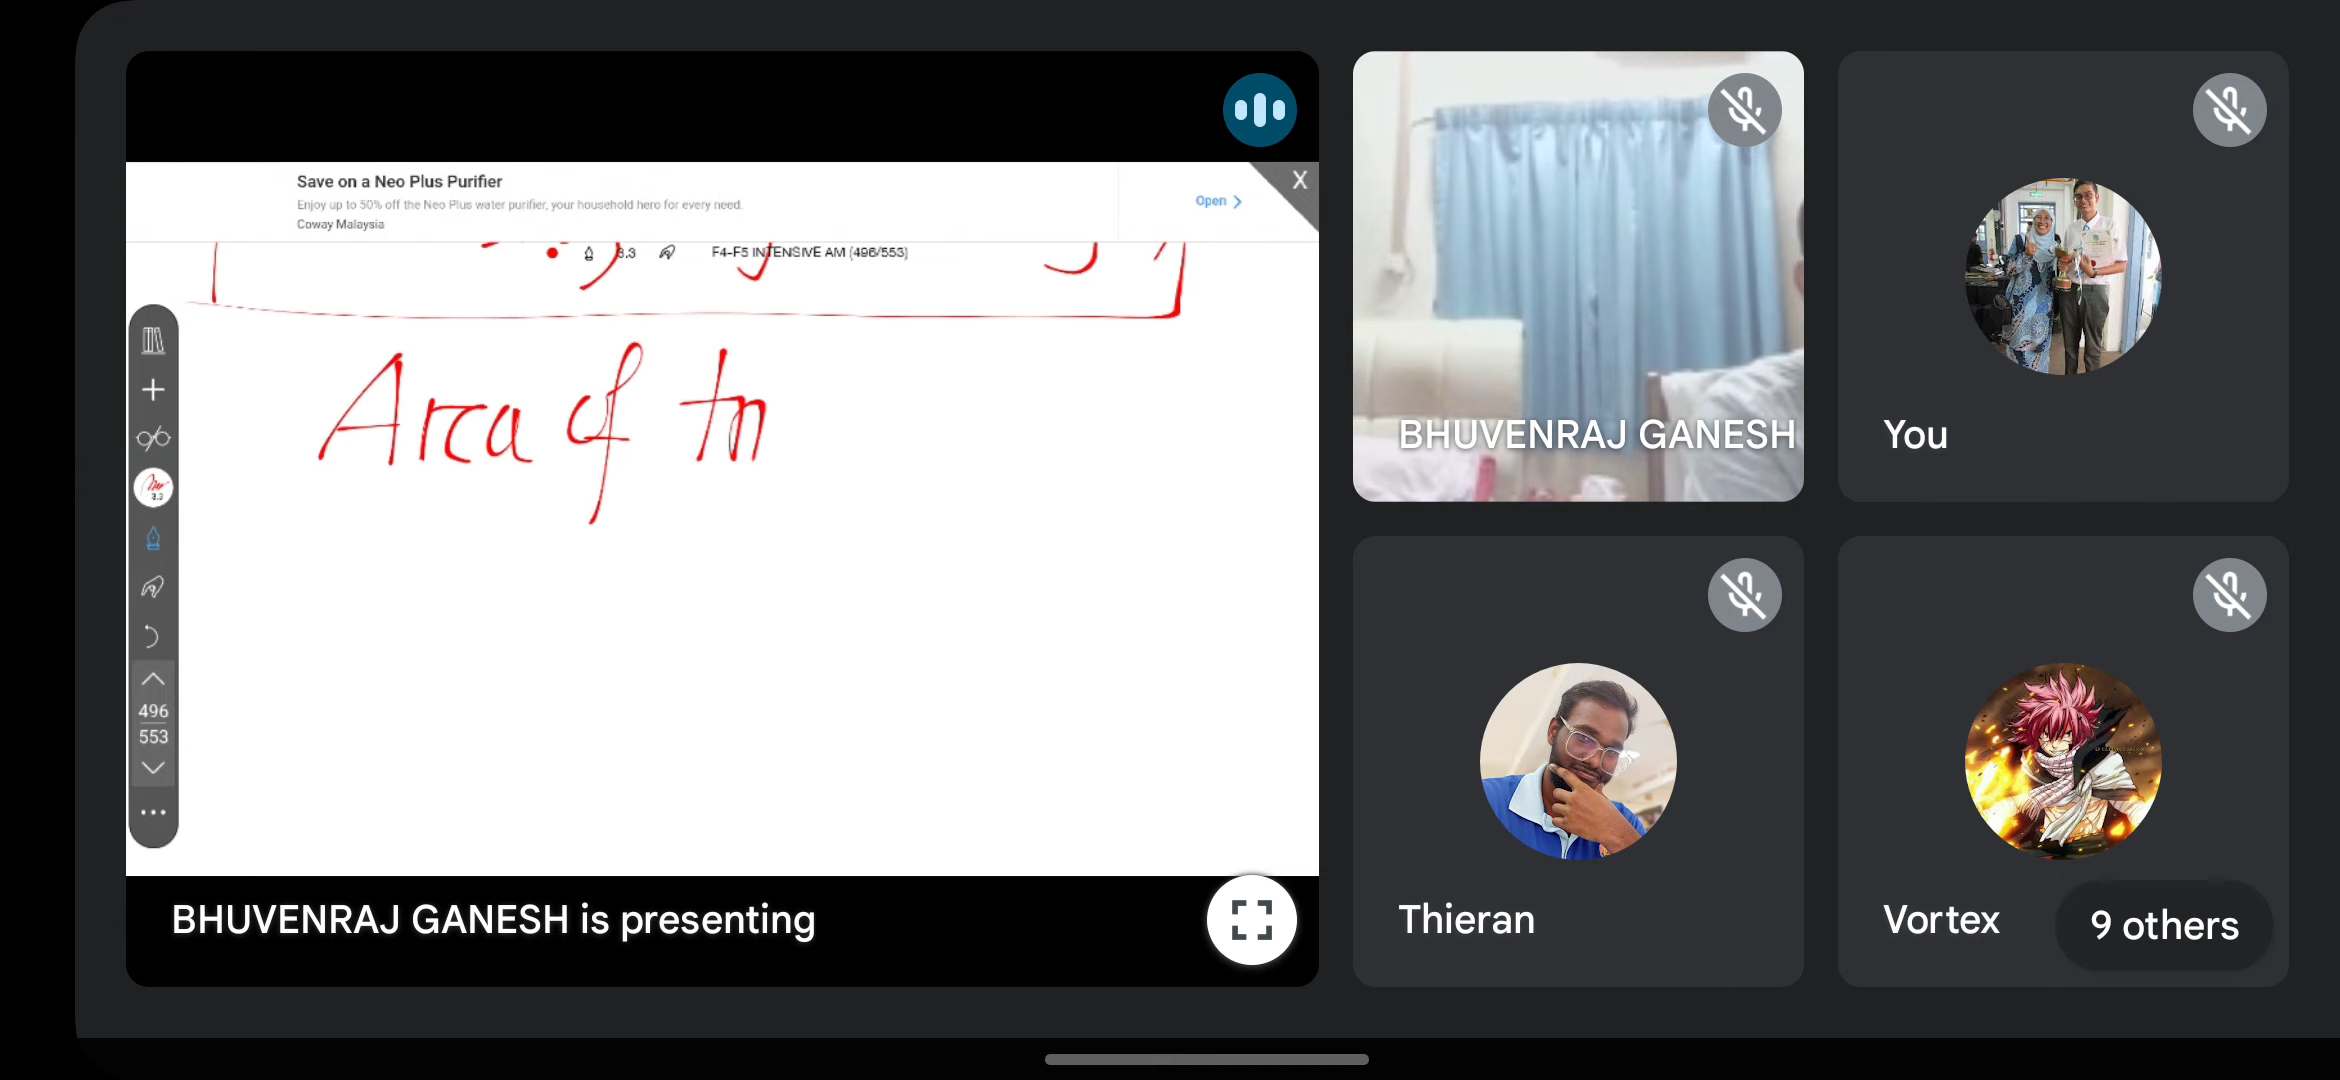 Save on a Neo Plus Purifier
Enjoy up to 50% off the Neo Plus water purifier, your household hero for every need.
Coway Malaysia
Open
X
3.3
F4-F5 INTENSIVE AM (496/553)
Area of
3.3
496
553
BHUVENRAJ GANESH is presenting
BHUVENRAJ GANESH
You
Thieran
Vortex
9 others